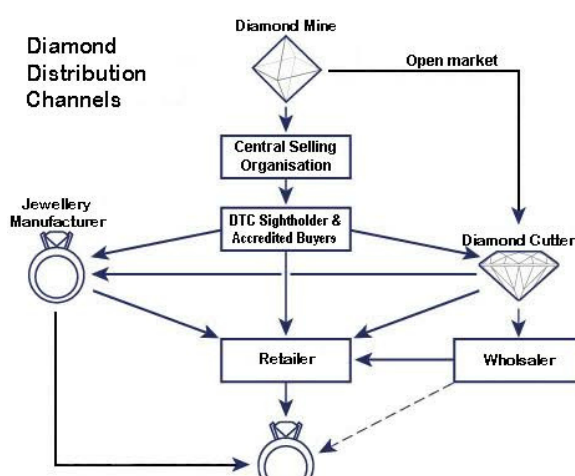 Diamond
Distribution
Channels
Diamond Mine
Open market
Central Selling
Organisation
DTC Sightholder &
Accredited Buyers
Jewellery
Manufacturer
Diamond Cutter
Retailer
Wholsaler